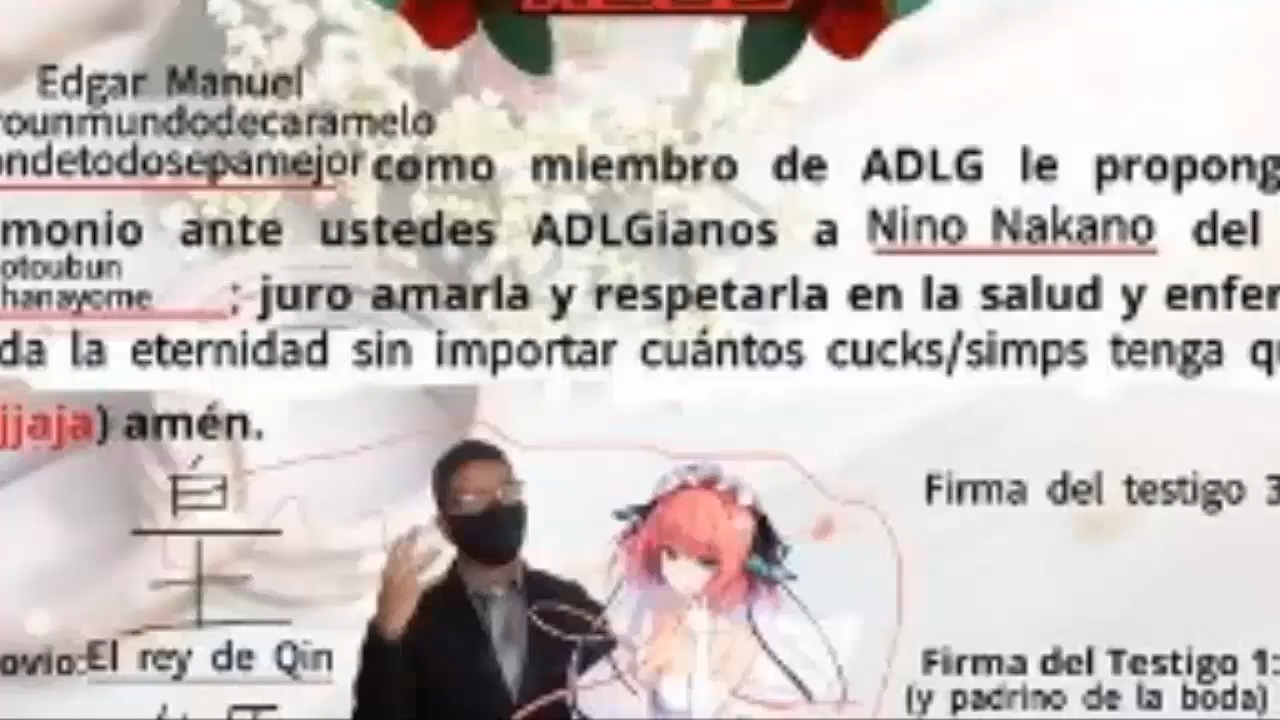 Edgar Manuel
rounmundodecaramelo
ondetodosepamejor como miembro de ADLG le propong
monio ante ustedes ADLGianos a Nino Nakano del
otoubun
hanayome ; juro amarla y respetarla en la salud y enfer
da la eternidad sin importar cuántos cucks/simps tenga qu
jjaja) amén.
Firma del testigo 3
ovio: El rey de Qin
Firma del Testigo 1:
(y padrino de la boda)